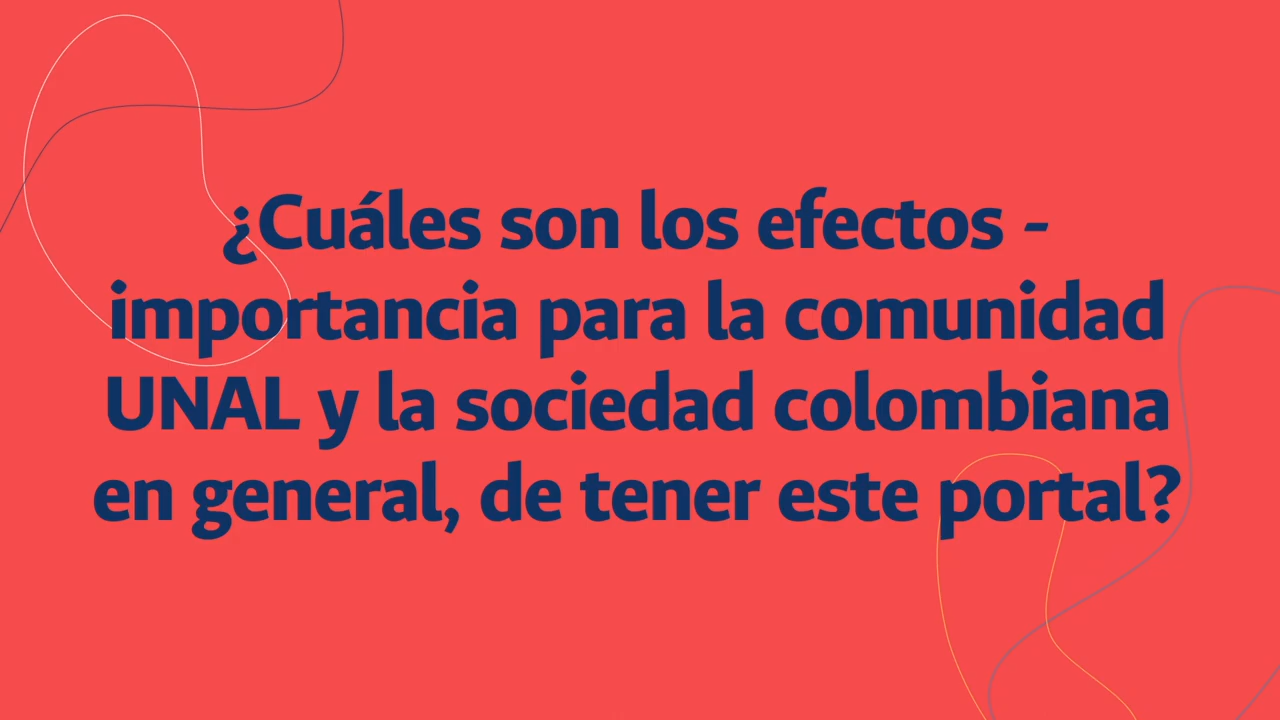 ¿Cuáles son los efectos -
importancia para la comunidad
UNAL y la sociedad colombiana
en general, de tener este portal?